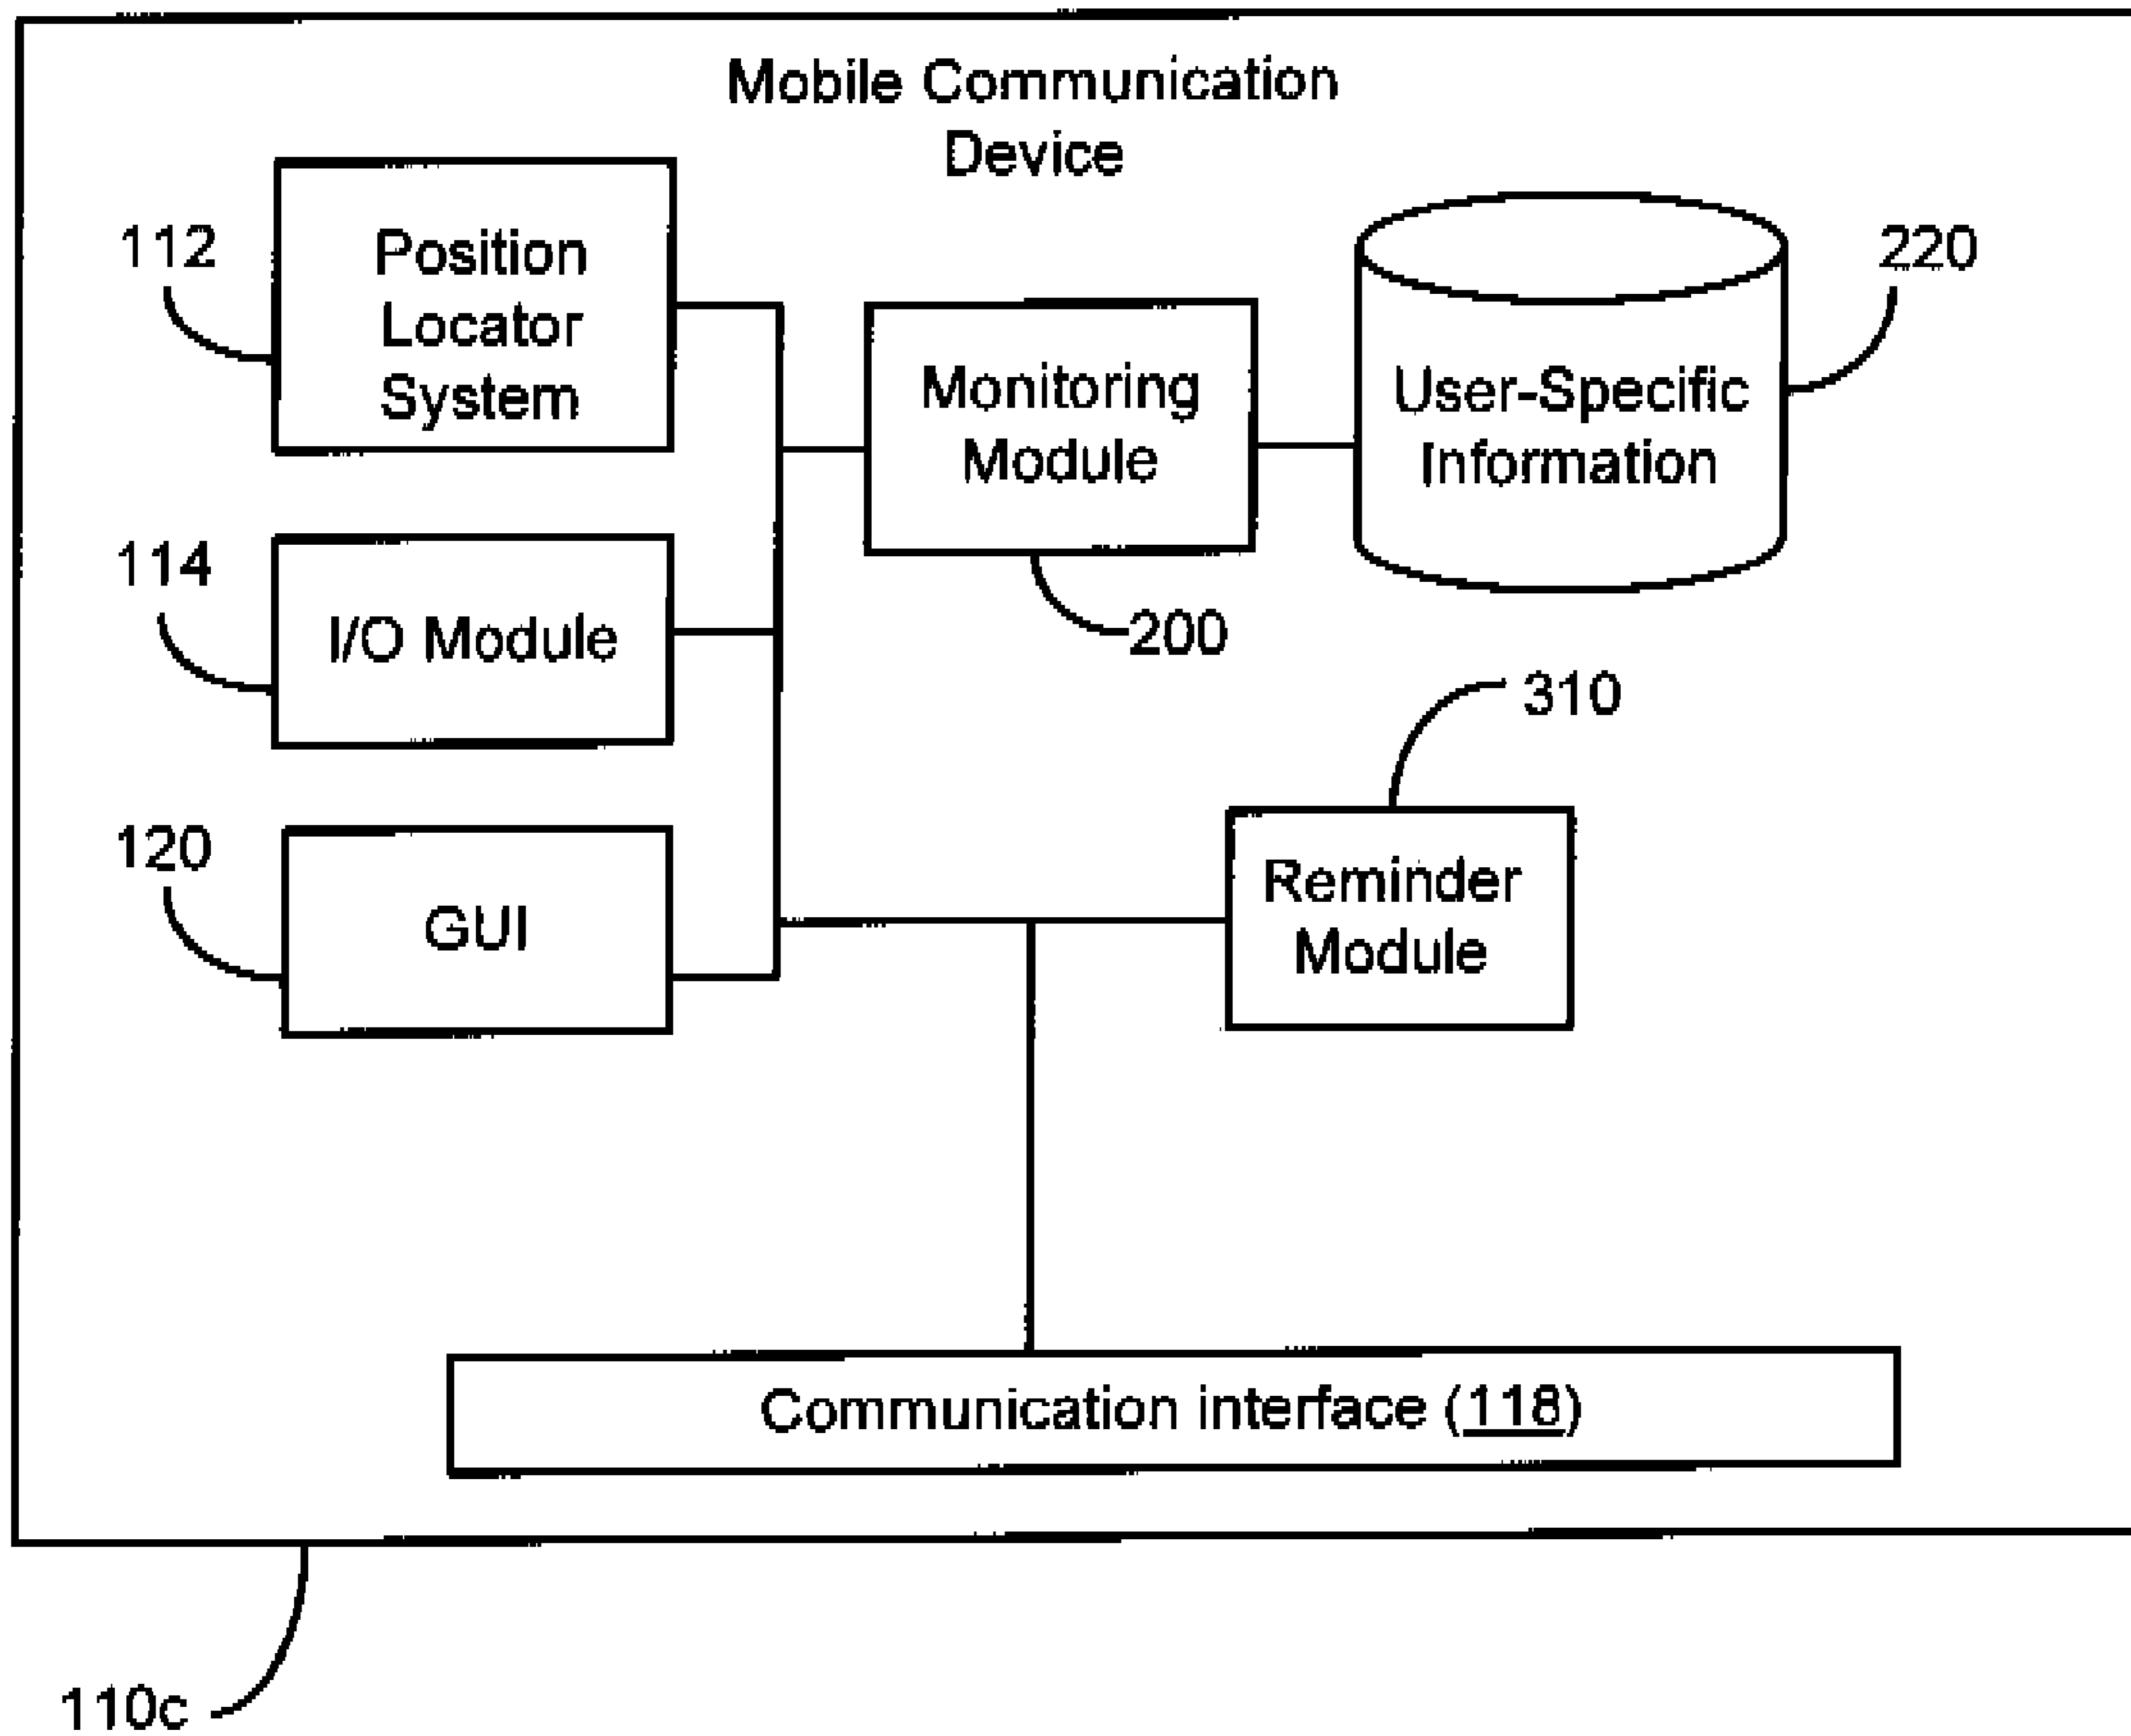 Mobile Communication
Device
112
Position
Locator
System
220
Monitoring
Module
User-Specific
Information
200
114
I/O Module
310
120
GUI
Reminder
Module
Communication interface (118)
110c